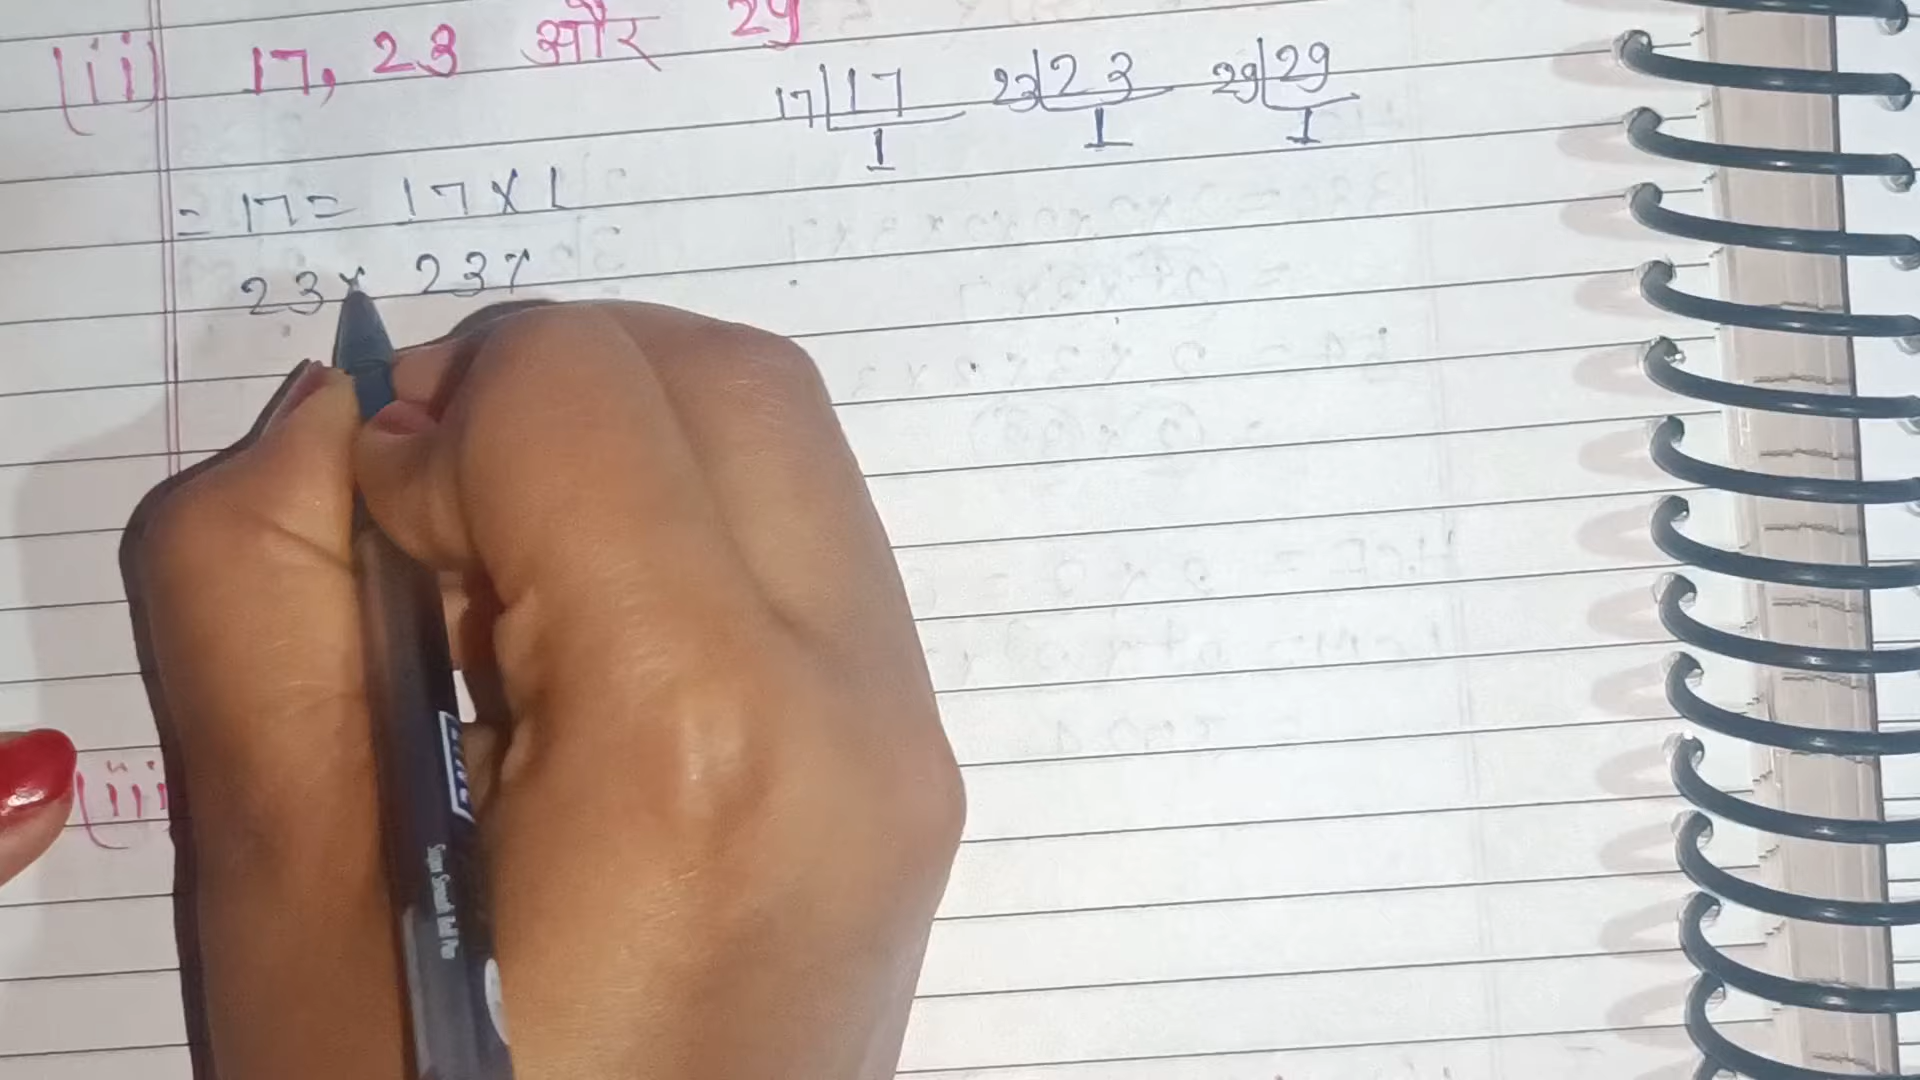 (ii) 17, 23 और 29
17|17 23|23 29|29
1 1 1
= 17 = 17 X 1
23 x 23 x
(iii